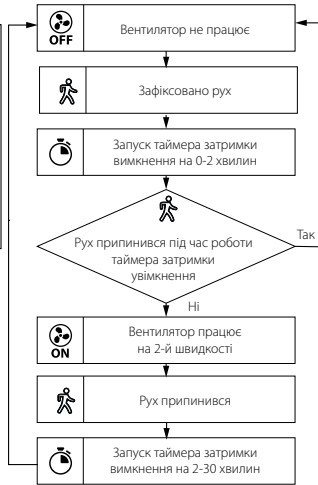 OFF
Вентилятор не працює
Зафіксовано рух
Запуск таймера затримки
вимкнення на 0-2 хвилин
Рух припинився під час роботи
таймера затримки
увімкнення
Так
Ні
ON
Вентилятор працює
на 2-й швидкості
Рух припинився
Запуск таймера затримки
вимкнення на 2-30 хвилин